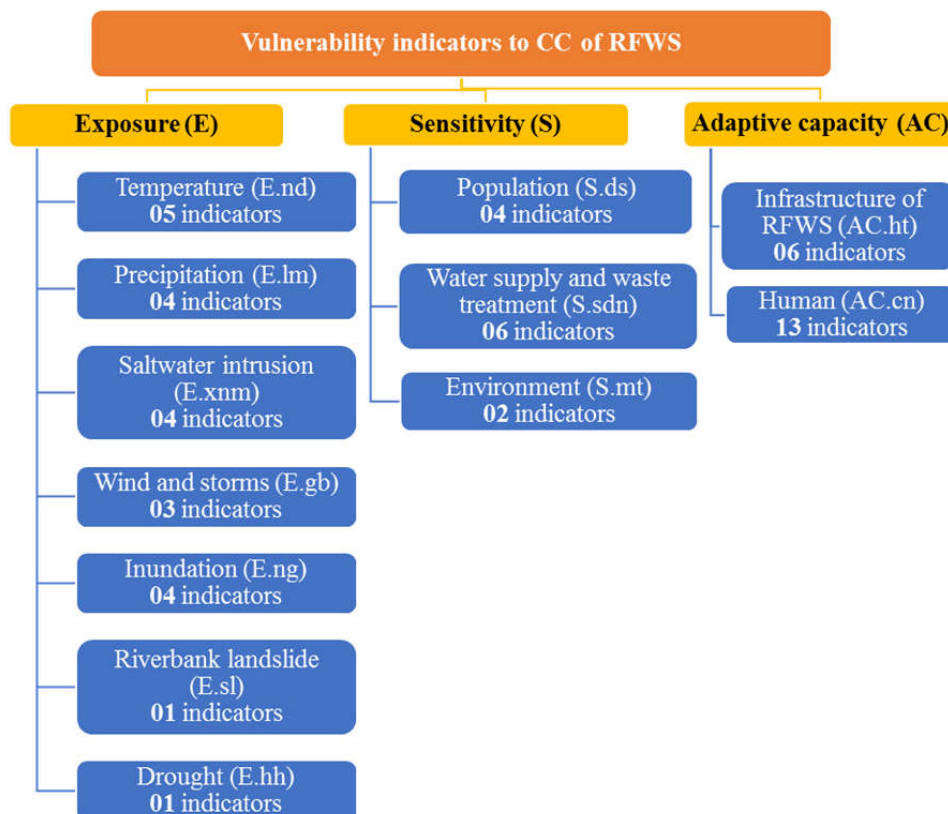 Vulnerability indicators to CC of RFWS
Exposure (E)
Temperature (E.nd)
05 indicators
Precipitation (E.lm)
04 indicators
Saltwater intrusion
(E.xnm)
04 indicators
Wind and storms (E.gb)
03 indicators
Inundation (E.ng)
04 indicators
Riverbank landslide
(E.sl)
01 indicators
Drought (E.hh)
01 indicators
Sensitivity (S)
Population (S.ds)
04 indicators
Water supply and waste
treatment (S.sdn)
06 indicators
Environment (S.mt)
02 indicators
Adaptive capacity (AC)
Infrastructure of
RFWS (AC.ht)
06 indicators
Human (AC.cn)
13 indicators